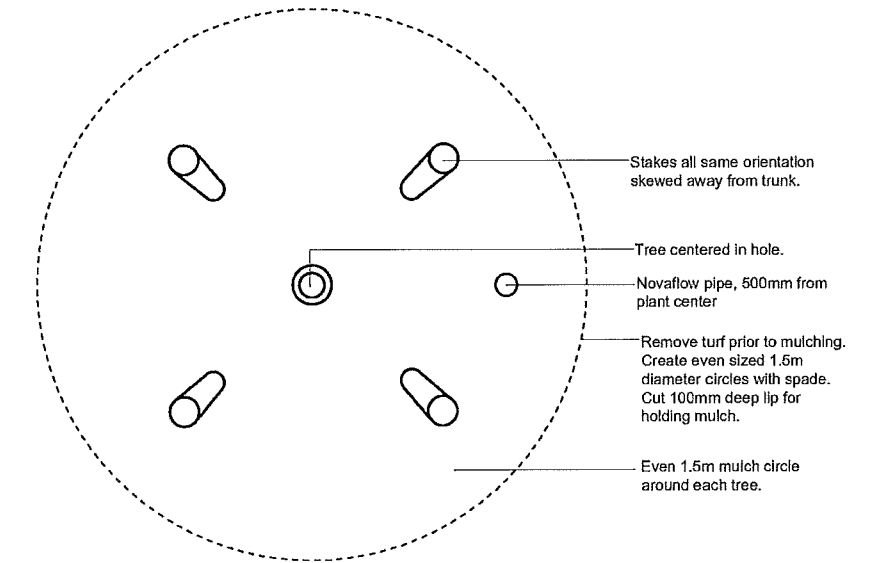 Stakes all same orientation
skewed away from trunk.
Tree centered in hole.
Novaflow pipe, 500mm from
plant center
Remove turf prior to mulching.
Create even sized 1.5m
diameter circles with spade.
Cut 100mm deep lip for
holding mulch.
Even 1.5m mulch circle
around each tree.